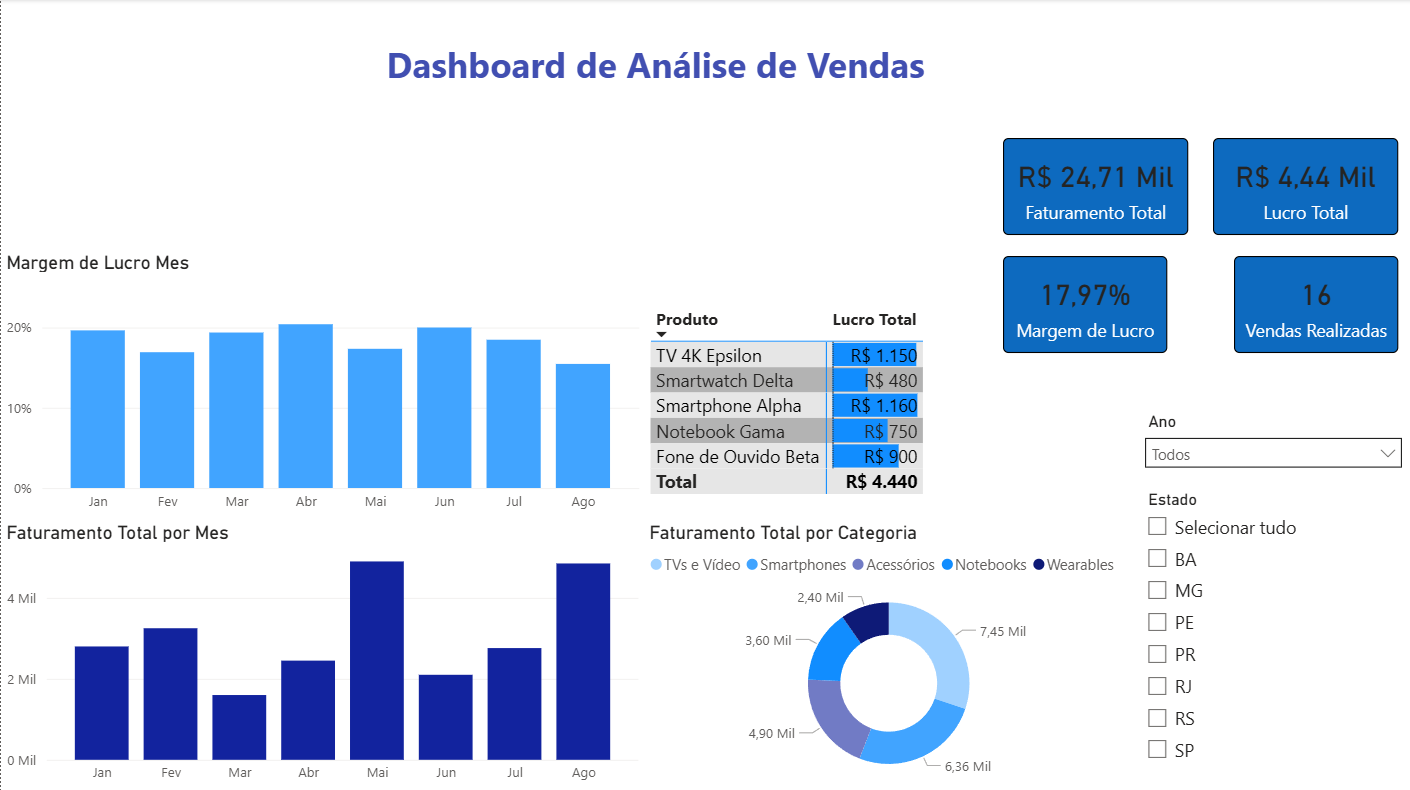 Dashboard de Análise de Vendas
R$ 24,71 Mil
Faturamento Total
R$ 4,44 Mil
Lucro Total
17,97%
Margem de Lucro
16
Vendas Realizadas
Margem de Lucro Mes
20%
10%
0%
Jan Fev Mar Abr Mai Jun Jul Ago
Produto Lucro Total
TV 4K Epsilon R$ 1.150
Smartwatch Delta R$ 480
Smartphone Alpha R$ 1.160
Notebook Gama R$ 750
Fone de Ouvido Beta R$ 900
Total R$ 4.440
Ano
Todos
Estado
Selecionar tudo
BA
MG
PE
PR
RJ
RS
SP
Faturamento Total por Mes
4 Mil
2 Mil
0 Mil
Jan Fev Mar Abr Mai Jun Jul Ago
Faturamento Total por Categoria
TVs e Vídeo Smartphones Acessórios Notebooks Wearables
2,40 Mil
7,45 Mil
3,60 Mil
4,90 Mil
6,36 Mil